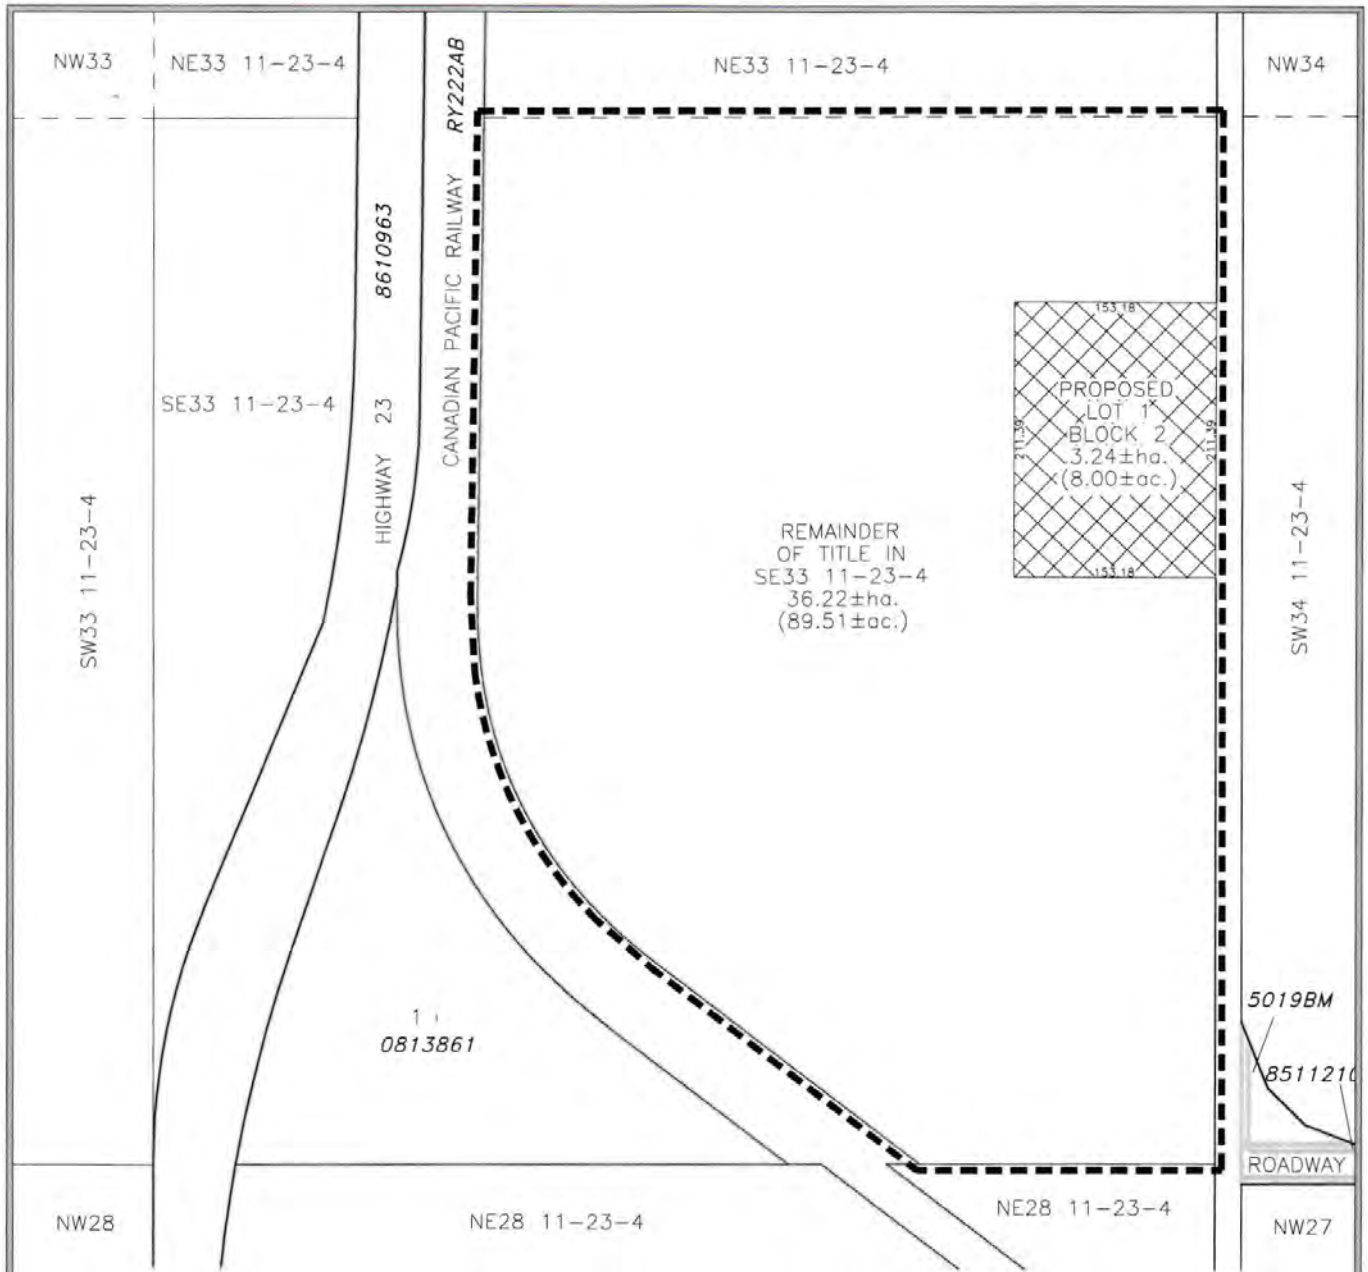 NW33
NE33 11-23-4
RY222AB
NE33 11-23-4
NW34
8610963
CANADIAN PACIFIC RAILWAY
HIGHWAY 23
SE33 11-23-4
153.18
PROPOSED
LOT 1
BLOCK 2
3.24±ha.
(8.00±ac.)
211.39
211.39
153.18
SW33 11-23-4
REMAINDER
OF TITLE IN
SE33 11-23-4
36.22±ha.
(89.51±ac.)
SW34 11-23-4
1
0813861
5019BM
8511210
ROADWAY
NW28
NE28 11-23-4
NE28 11-23-4
NW27